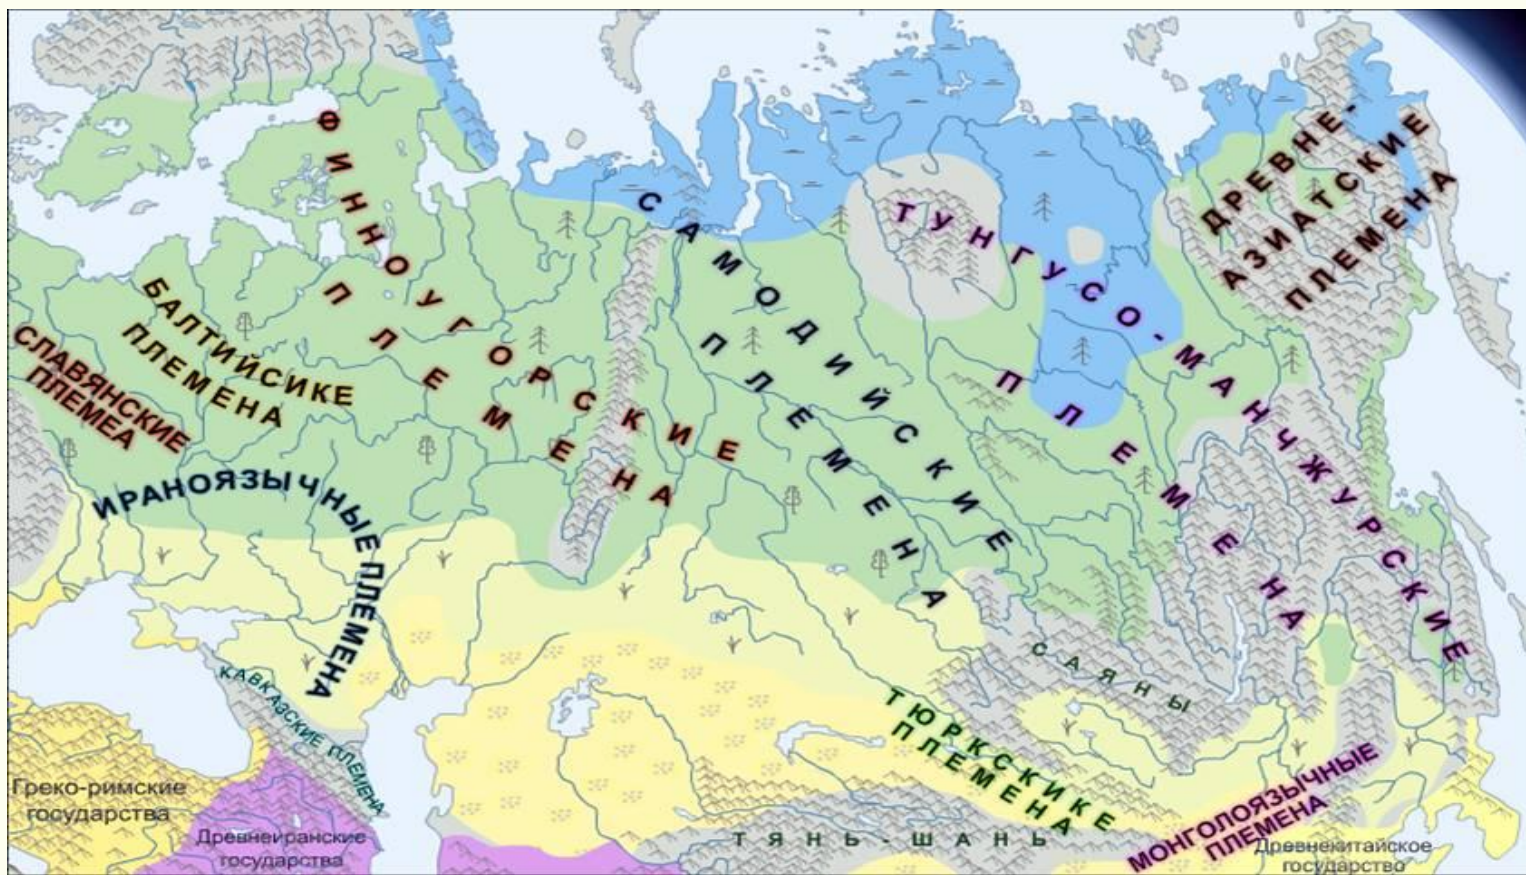 ФИННОУГОРСКИЕ
ПЛЕМЕНА
САМОДИЙСКИЕ
ПЛЕМЕНА
ТУНГУСО-МАНЧЖУРСКИЕ
ПЛЕМЕНА
ДРЕВНЕ-
АЗИАТСКИЕ
ПЛЕМЕНА
БАЛТИЙСИКЕ
ПЛЕМЕНА
СЛАВЯНСКИЕ
ПЛЕМЕА
ИРАНОЯЗЫЧНЫЕ ПЛЕМЕНА
КАВКАЗСКИЕ ПЛЕМЕНА
САЯНЫ
ТЮРКСКИКЕ
ПЛЕМЕНА
МОНГОЛОЯЗЫЧНЫЕ
ПЛЕМЕНА
Греко-римские
государства
Древнеиранские
государства
ТЯНЬ-ШАНЬ
Древнекитайское
государство